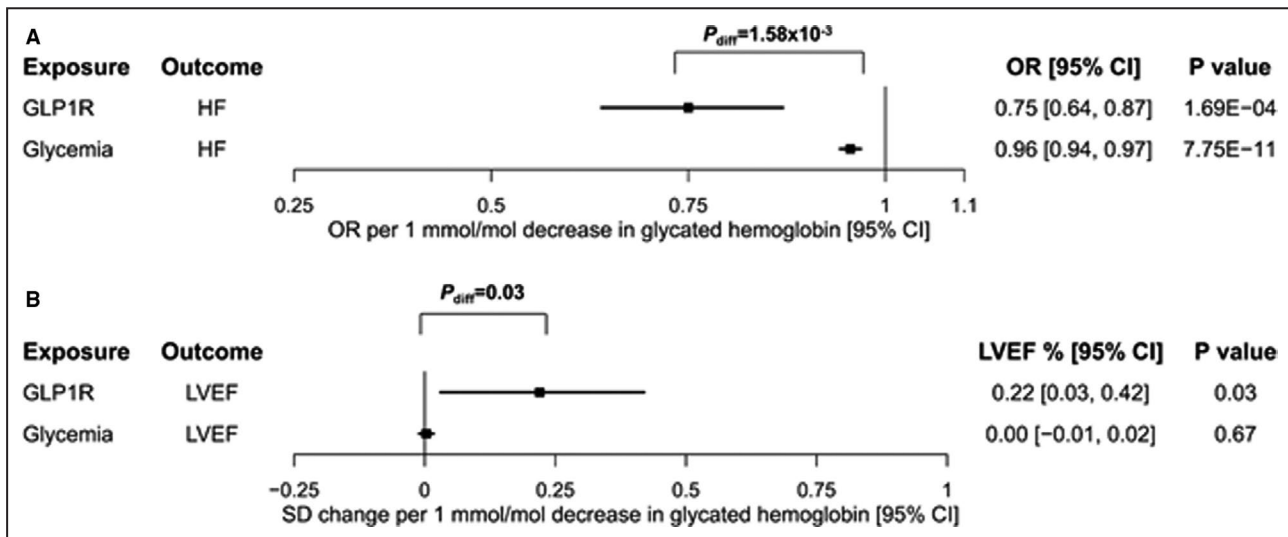 A
P_diff=1.58x10^-3
Exposure Outcome OR [95% CI] P value
GLP1R HF 0.75 [0.64, 0.87] 1.69E−04
Glycemia HF 0.96 [0.94, 0.97] 7.75E−11
0.25 0.5 0.75 1 1.1
OR per 1 mmol/mol decrease in glycated hemoglobin [95% CI]
B
P_diff=0.03
Exposure Outcome LVEF % [95% CI] P value
GLP1R LVEF 0.22 [0.03, 0.42] 0.03
Glycemia LVEF 0.00 [−0.01, 0.02] 0.67
−0.25 0 0.25 0.5 0.75 1
SD change per 1 mmol/mol decrease in glycated hemoglobin [95% CI]